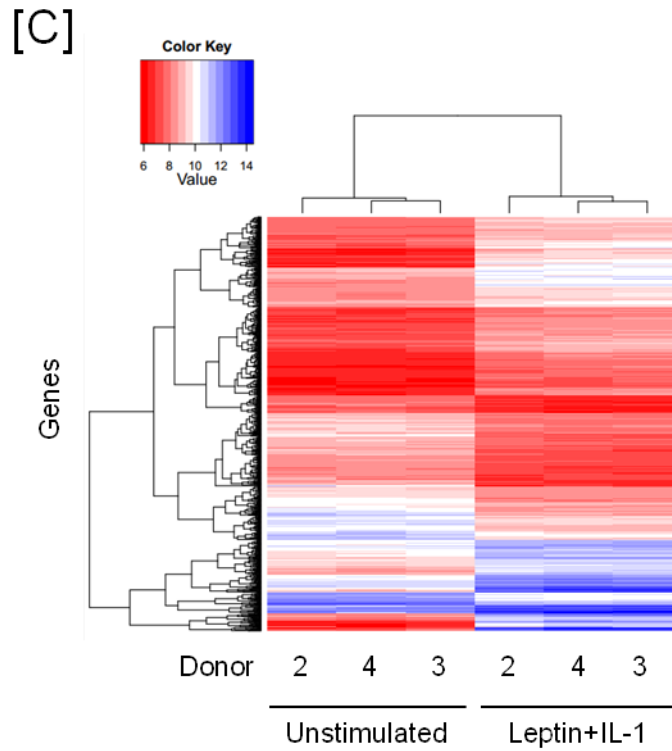 [C]
Color Key
6 8 10 12 14
Value
Genes
Donor 2 4 3 2 4 3
Unstimulated Leptin+IL-1